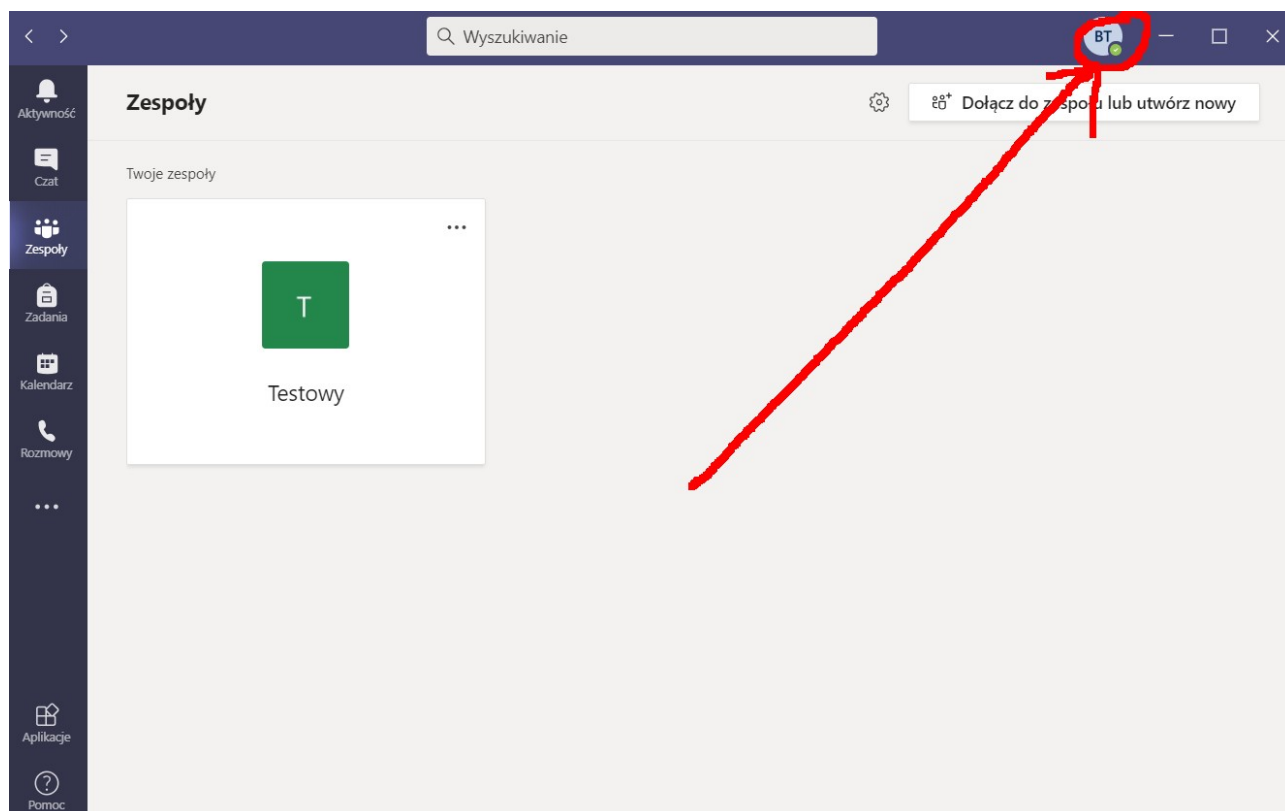 Wyszukiwanie
BT
Aktywność
Czat
Zespoły
Zadania
Kalendarz
Rozmowy
Aplikacje
Pomoc
Zespoły
Dołącz do zespołu lub utwórz nowy
Twoje zespoły
T
Testowy